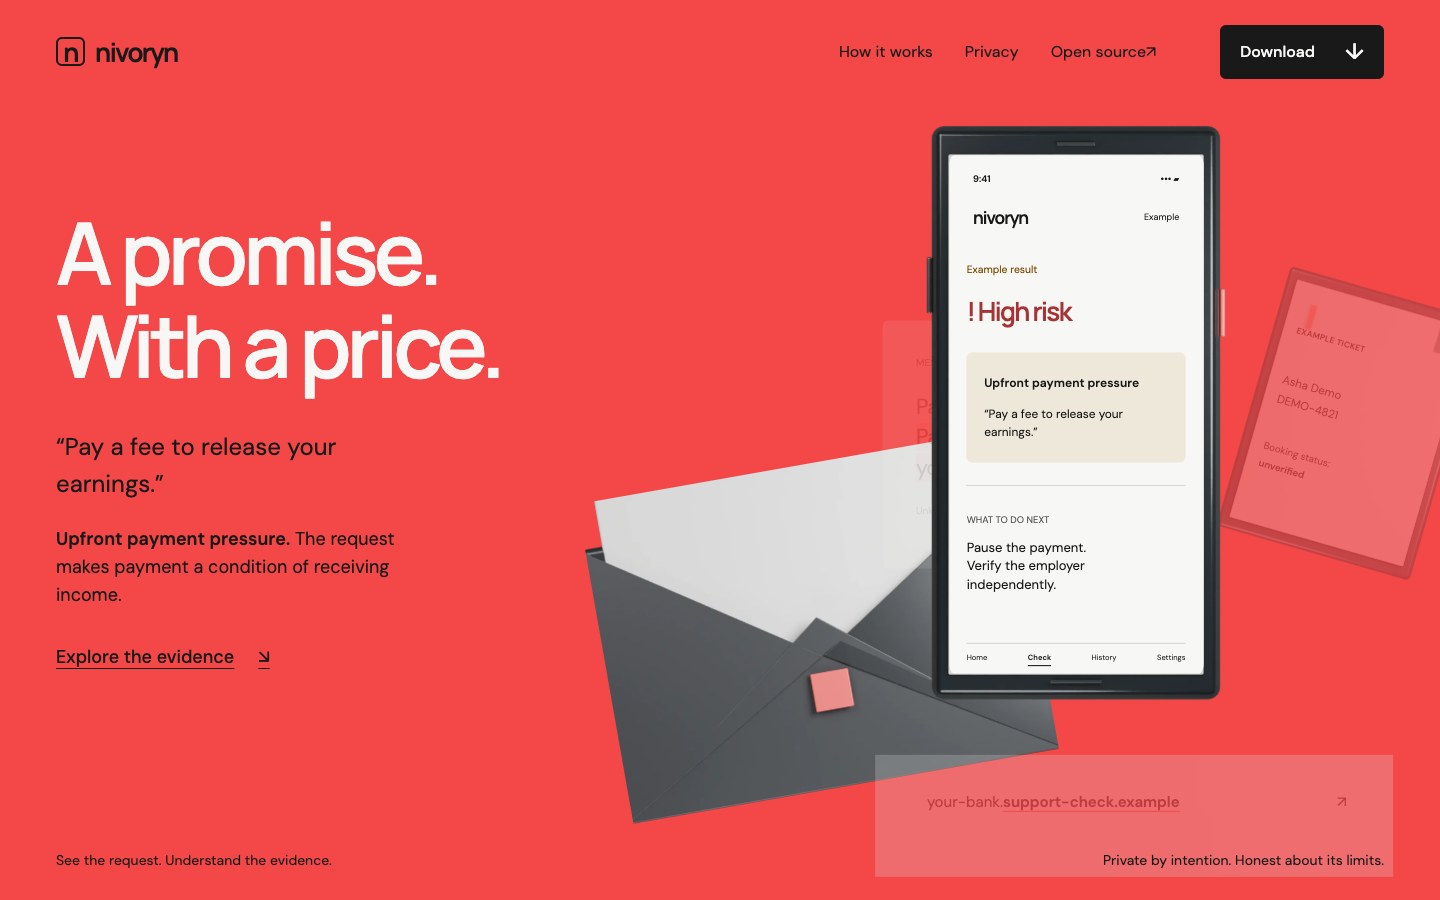 n nivoryn
How it works
Privacy
Open source
Download
A promise.
With a price.
“Pay a fee to release your
earnings.”
Upfront payment pressure. The request
makes payment a condition of receiving
income.
Explore the evidence
9:41
nivoryn
Example
Example result
! High risk
Upfront payment pressure
“Pay a fee to release your
earnings.”
WHAT TO DO NEXT
Pause the payment.
Verify the employer
independently.
Home
Check
History
Settings
EXAMPLE TICKET
Asha Demo
DEMO-4821
Booking status:
unverified
your-bank.support-check.example
See the request. Understand the evidence.
Private by intention. Honest about its limits.